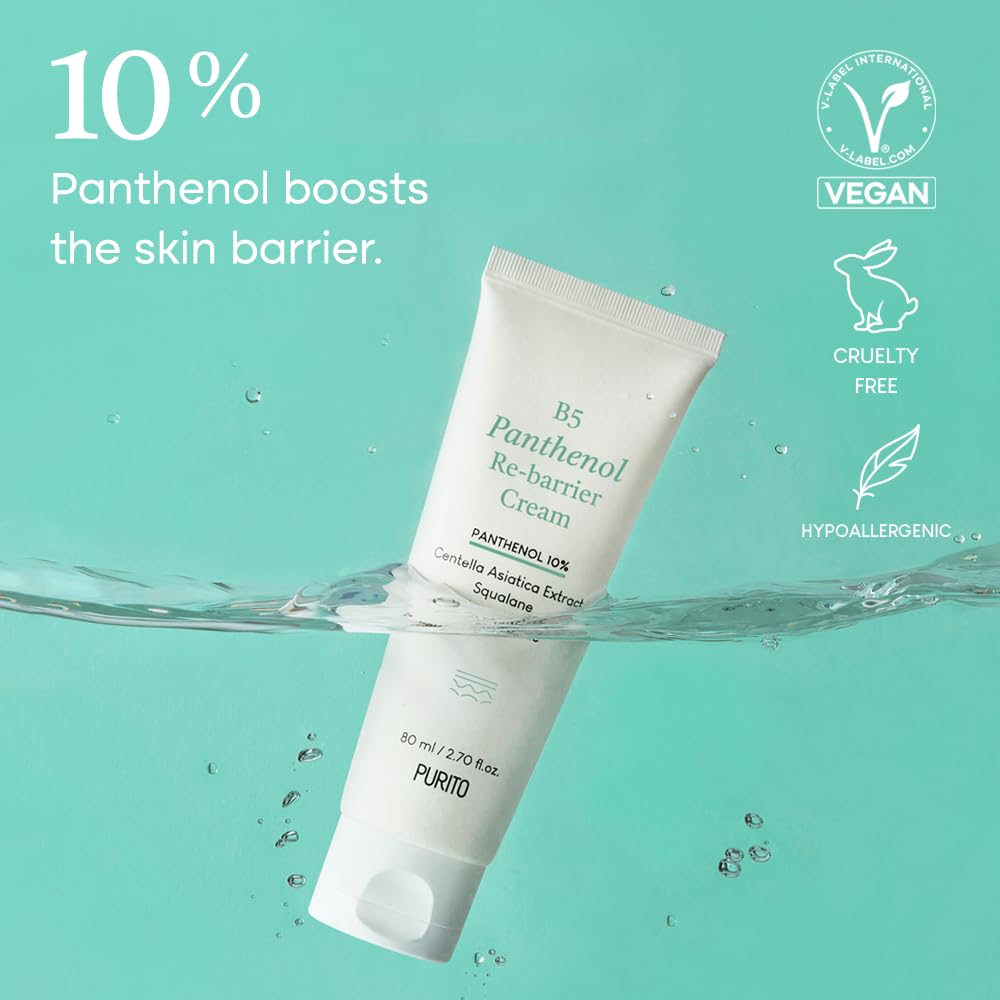 10%
Panthenol boosts
the skin barrier.
V-LABEL INTERNATIONAL
V
®
V-LABEL.COM
VEGAN
CRUELTY
FREE
HYPOALLERGENIC
B5
Panthenol
Re-barrier
Cream
PANTHENOL 10%
Centella Asiatica Extract
Squalane
80 ml / 2.70 fl.oz.
PURITO